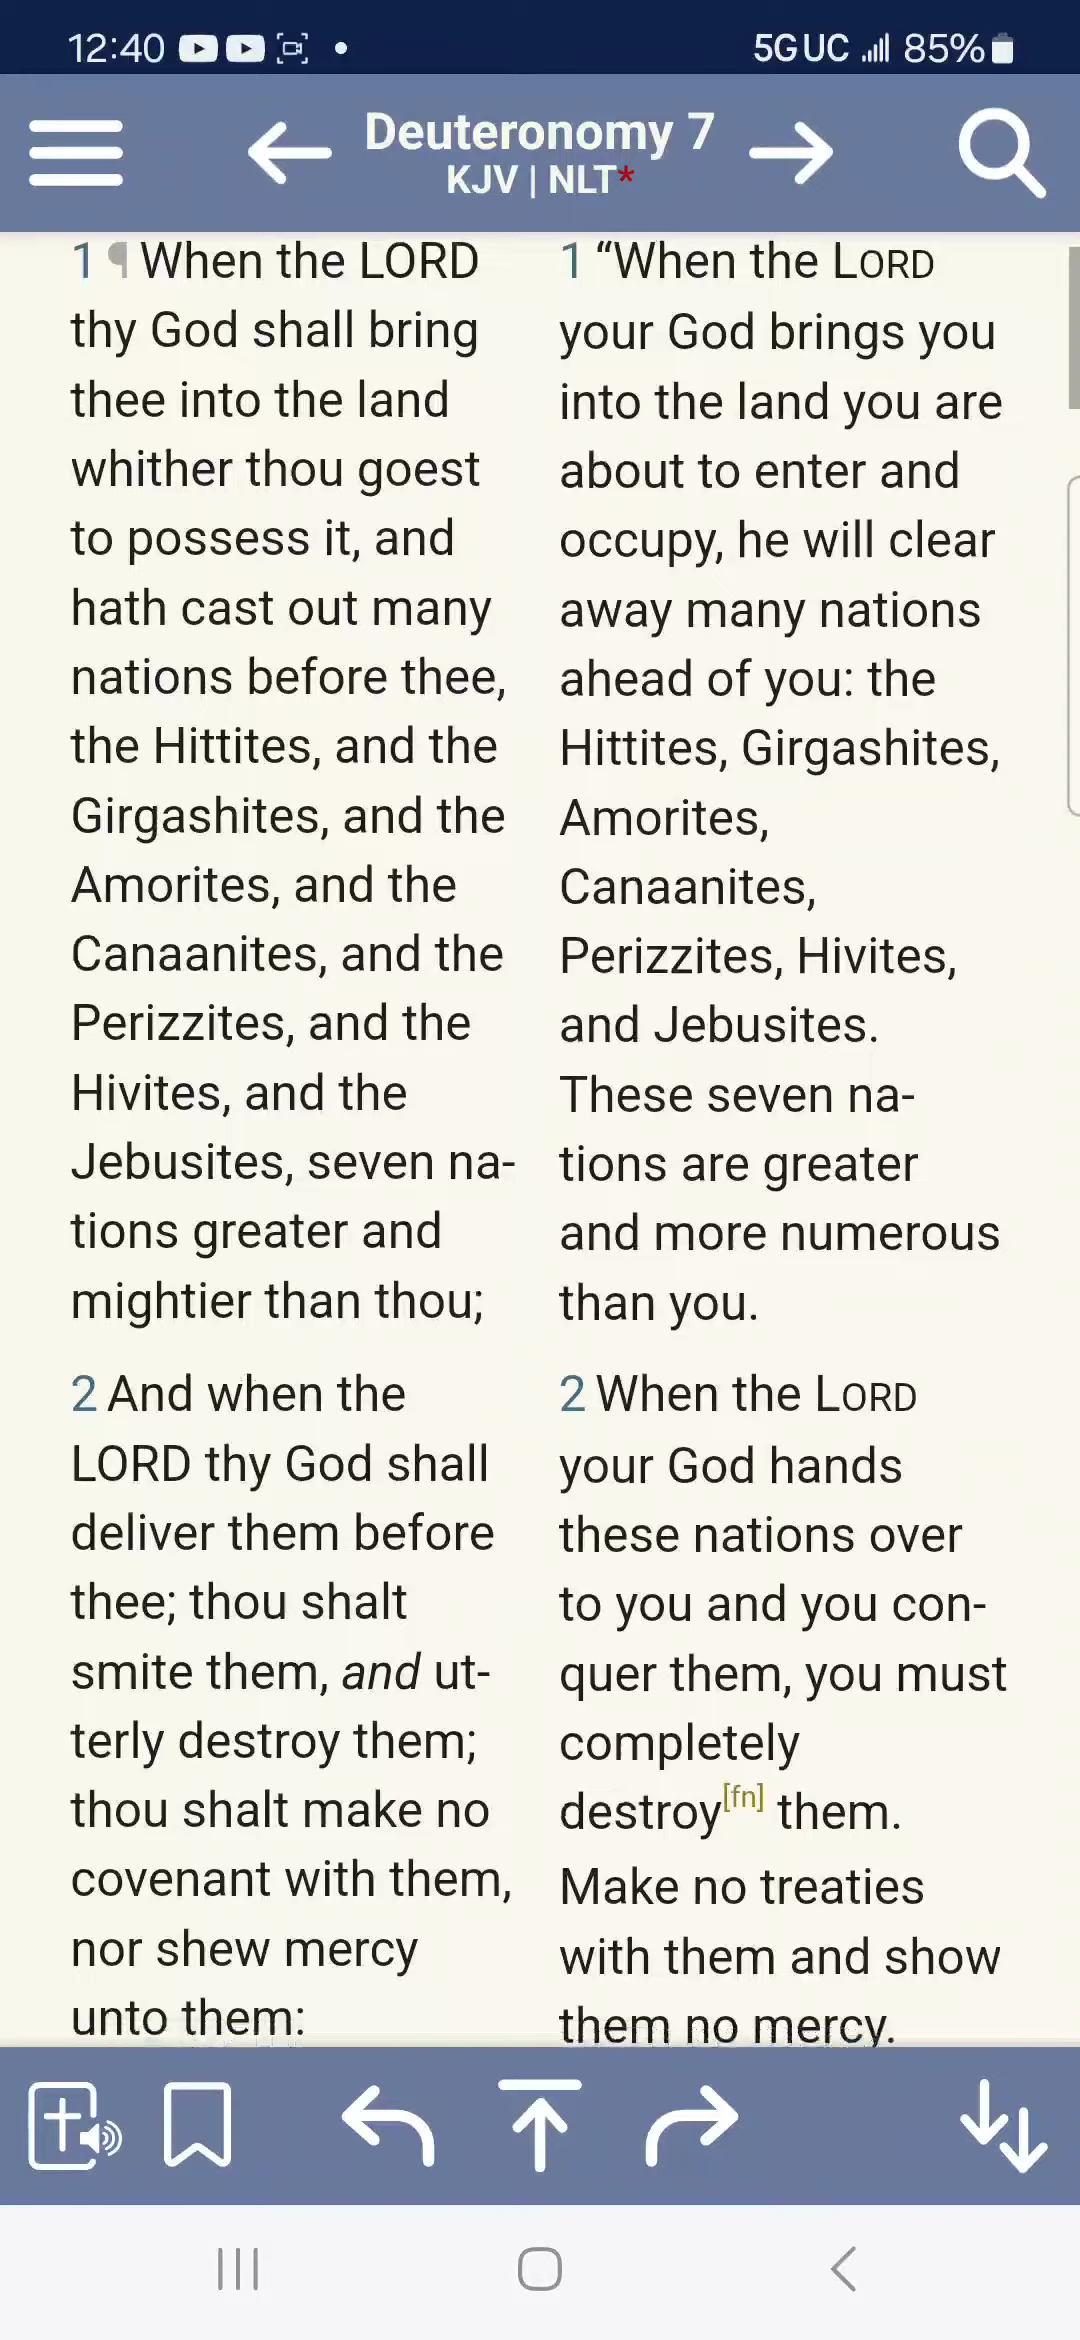 12:40
5G UC 85%
Deuteronomy 7
KJV | NLT*
1 ¶ When the LORD
thy God shall bring
thee into the land
whither thou goest
to possess it, and
hath cast out many
nations before thee,
the Hittites, and the
Girgashites, and the
Amorites, and the
Canaanites, and the
Perizzites, and the
Hivites, and the
Jebusites, seven na-
tions greater and
mightier than thou;
2 And when the
LORD thy God shall
deliver them before
thee; thou shalt
smite them, and ut-
terly destroy them;
thou shalt make no
covenant with them,
nor shew mercy
unto them:
1 “When the LORD
your God brings you
into the land you are
about to enter and
occupy, he will clear
away many nations
ahead of you: the
Hittites, Girgashites,
Amorites,
Canaanites,
Perizzites, Hivites,
and Jebusites.
These seven na-
tions are greater
and more numerous
than you.
2 When the LORD
your God hands
these nations over
to you and you con-
quer them, you must
completely
destroy[fn] them.
Make no treaties
with them and show
them no mercy.